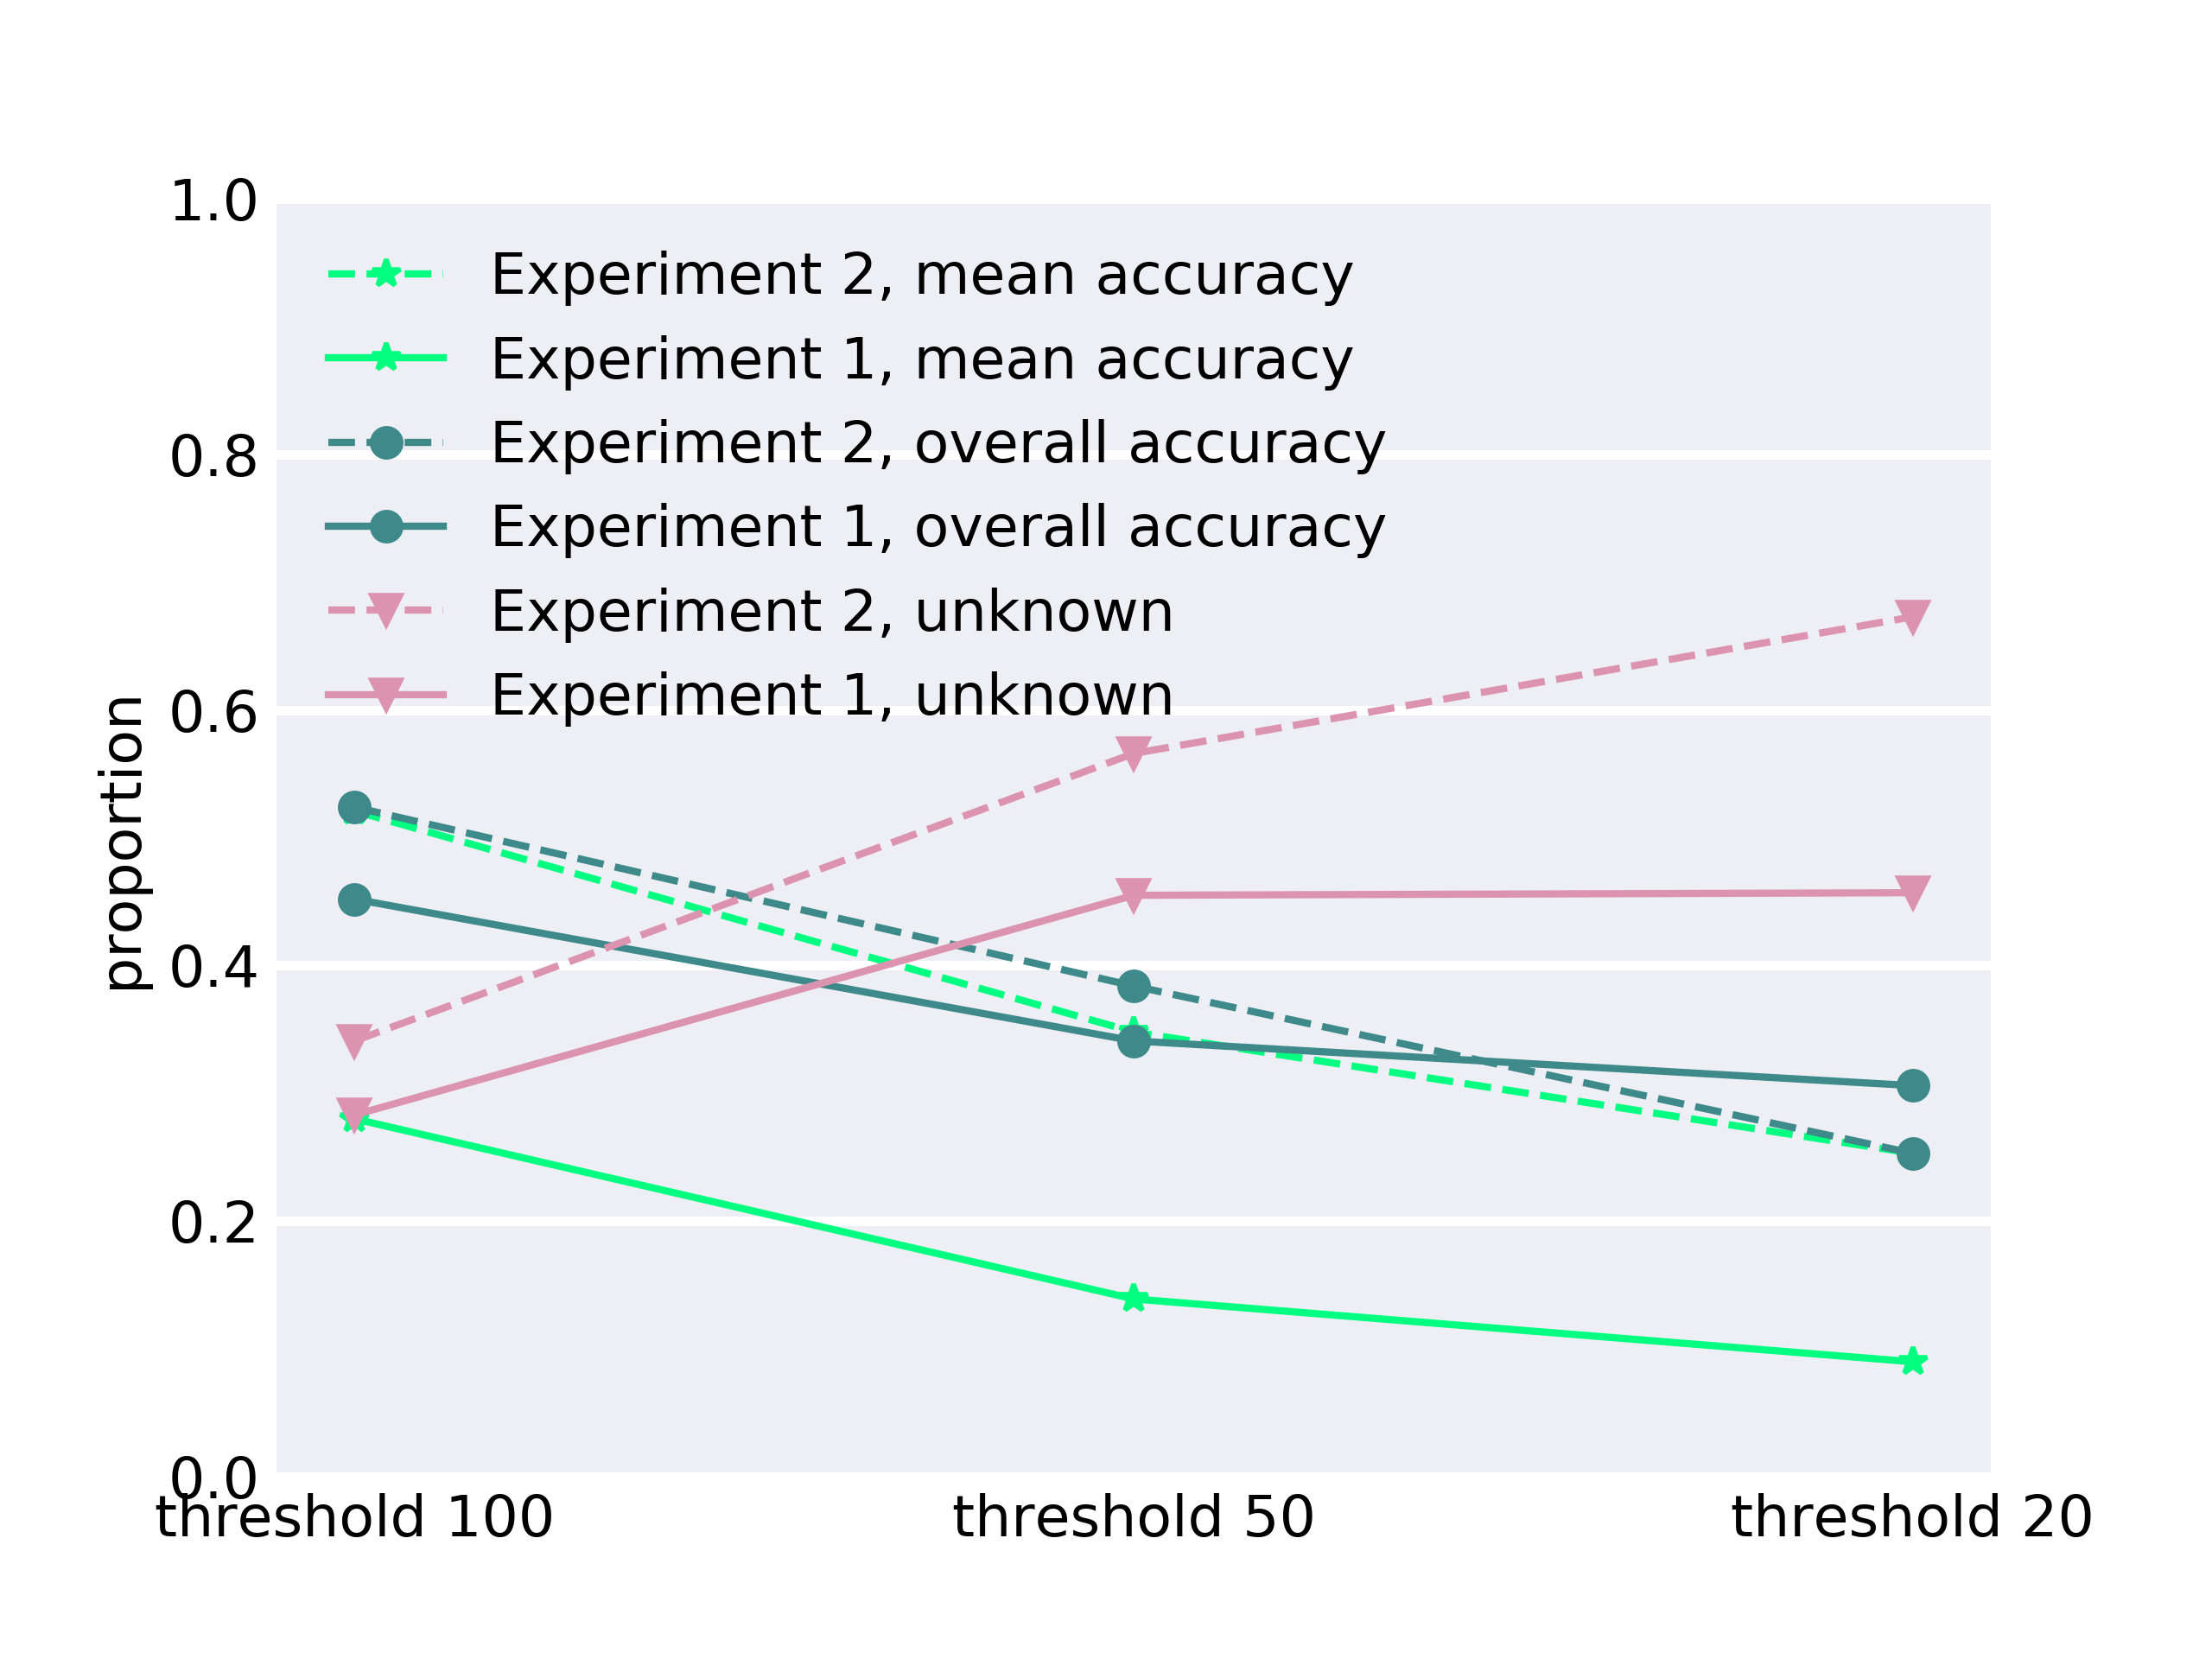 1.0
Experiment 2, mean accuracy
Experiment 1, mean accuracy
0.8
Experiment 2, overall accuracy
Experiment 1, overall accuracy
Experiment 2, unknown
0.6
Experiment 1, unknown
proportion
0.4
0.2
0.0
threshold 100
threshold 50
threshold 20